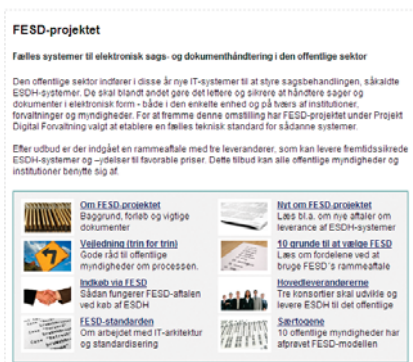 FESD-projektet
Fælles systemer til elektronisk sags- og dokumenthåndtering i den offentlige sektor
Den offentlige sektor indfører i disse år nye IT-systemer til at styre sagsbehandlingen, såkaldte
ESDH-systemer. De skal blandt andet gøre det lettere og sikrere at håndtere sager og
dokumenter i elektronisk form - både i den enkelte enhed og på tværs af institutioner,
forvaltninger og myndigheder. For at fremme denne omstilling har FESD-projektet under Projekt
Digital Forvaltning valgt at etablere en fælles teknisk standard for sådanne systemer.
Efter udbud er der indgået en rammeaftale med tre leverandører, som kan levere fremtidssikrede
ESDH-systemer og –ydelser til favorable priser. Dette tilbud kan alle offentlige myndigheder og
institutioner benytte sig af.
Om FESD-projektet
Baggrund, forløb og vigtige
dokumenter
Nyt om FESD-projektet
Læs bl.a. om nye aftaler om
leverance af ESDH-systemer
Vejledning (trin for trin)
Gode råd til offentlige
myndigheder om processen.
10 grunde til at vælge FESD
Læs om fordelene ved at
bruge FESD's rammeaftale
Indkøb via FESD
Sådan fungerer FESD-aftalen
ved køb af ESDH
Hovedleverandørerne
Tre konsortier skal udvikle og
levere ESDH til det offentlige
FESD-standarden
Om arbejdet med IT-arkitektur
og standardisering
Særtogene
10 offentlige myndigheder har
afprøvet FESD-modellen